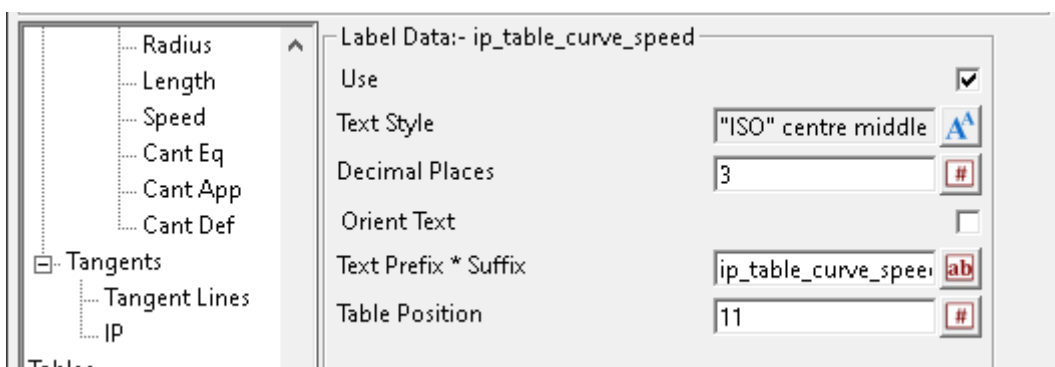 Radius
Length
Speed
Cant Eq
Cant App
Cant Def
Tangents
Tangent Lines
IP
Label Data:- ip_table_curve_speed
Use
Text Style
"ISO" centre middle
Decimal Places
3
Orient Text
Text Prefix * Suffix
ip_table_curve_spee
ab
Table Position
11